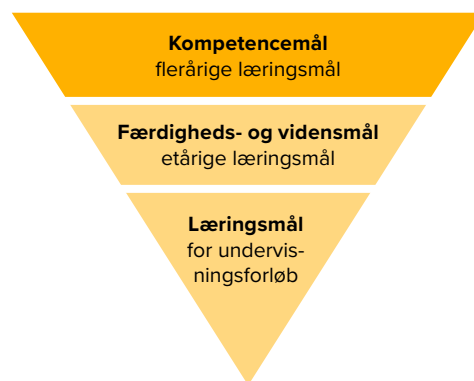 Kompetencemål
flerårige læringsmål
Færdigheds- og vidensmål
etårige læringsmål
Læringsmål
for undervis-
ningsforløb